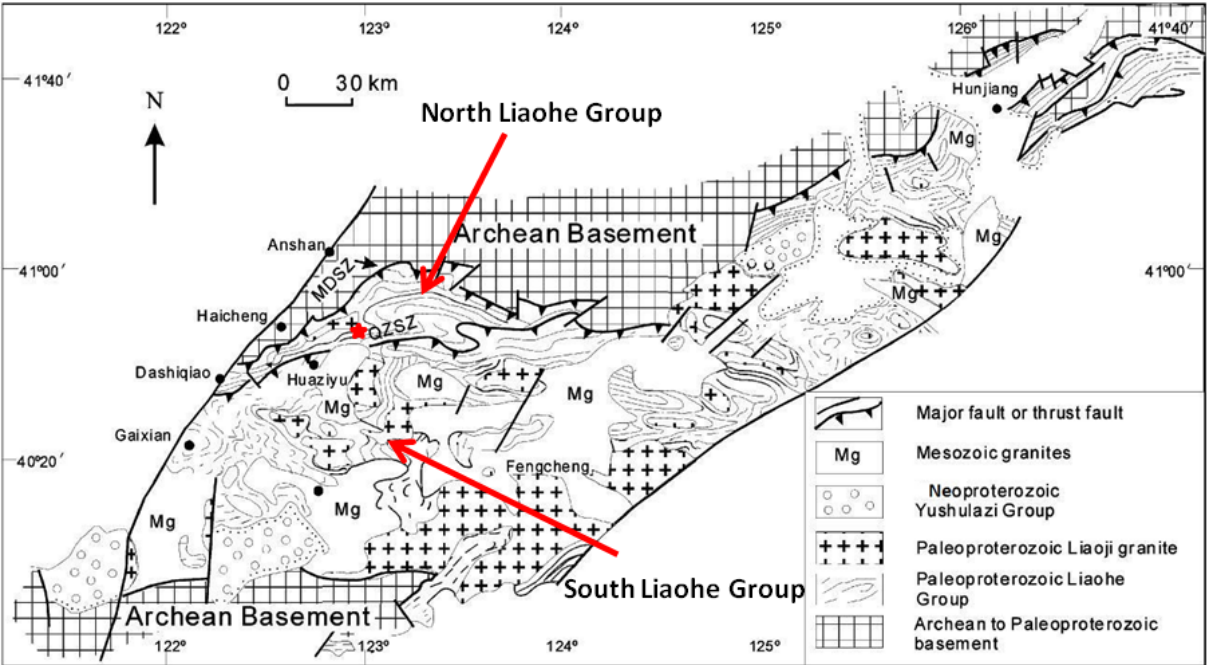 122° 123° 124° 125° 126° 41°40′
41°40′
0 30 km
N
Hunjiang
North Liaohe Group
Mg
Archean Basement
Anshan
Mg
41°00′
41°00′
MDSZ
Mg
Haicheng
QZSZ
Dashiqiao
Huaziyu
Mg
Mg
Mg
Gaixian
40°20′
Fengcheng
Mg
Mg
South Liaohe Group
Archean Basement
122° 123° 124° 125°
Major fault or thrust fault
Mg Mesozoic granites
Neoproterozoic
Yushulazi Group
Paleoproterozoic Liaoji granite
Paleoproterozoic Liaohe
Group
Archean to Paleoproterozoic
basement